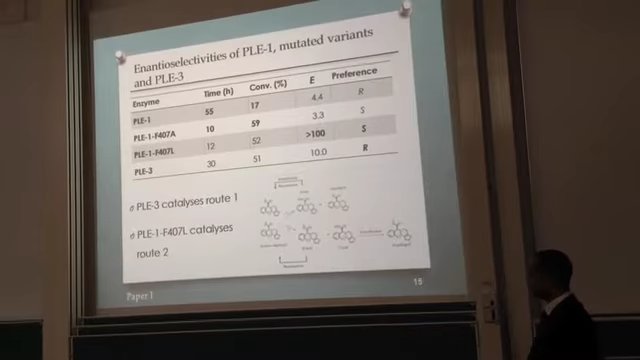 Enantioselectivities of PLE-1, mutated variants
and PLE-3
Enzyme Time (h) Conv. (%) E Preference
PLE-1 55 17 4.4 R
PLE-1-F407A 10 59 3.3 S
PLE-1-F407L 12 52 >100 S
PLE-3 30 51 10.0 R
PLE-3 catalyses route 1
PLE-1-F407L catalyses
route 2
Paper I
15